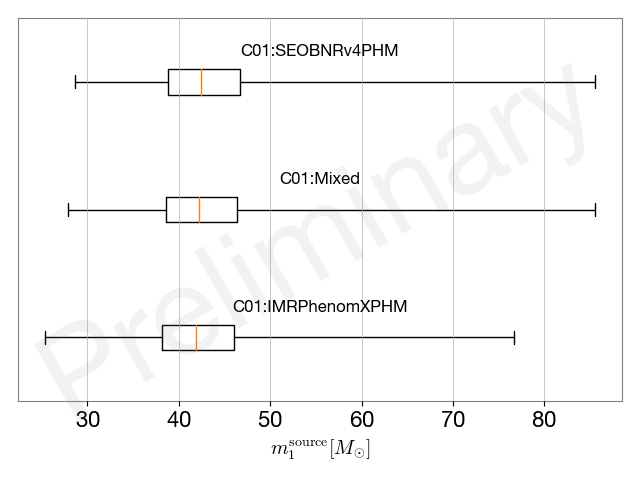 C01:SEOBNRv4PHM
C01:Mixed
C01:IMRPhenomXPHM
Preliminary
30 40 50 60 70 80
m₁^source [M⊙]